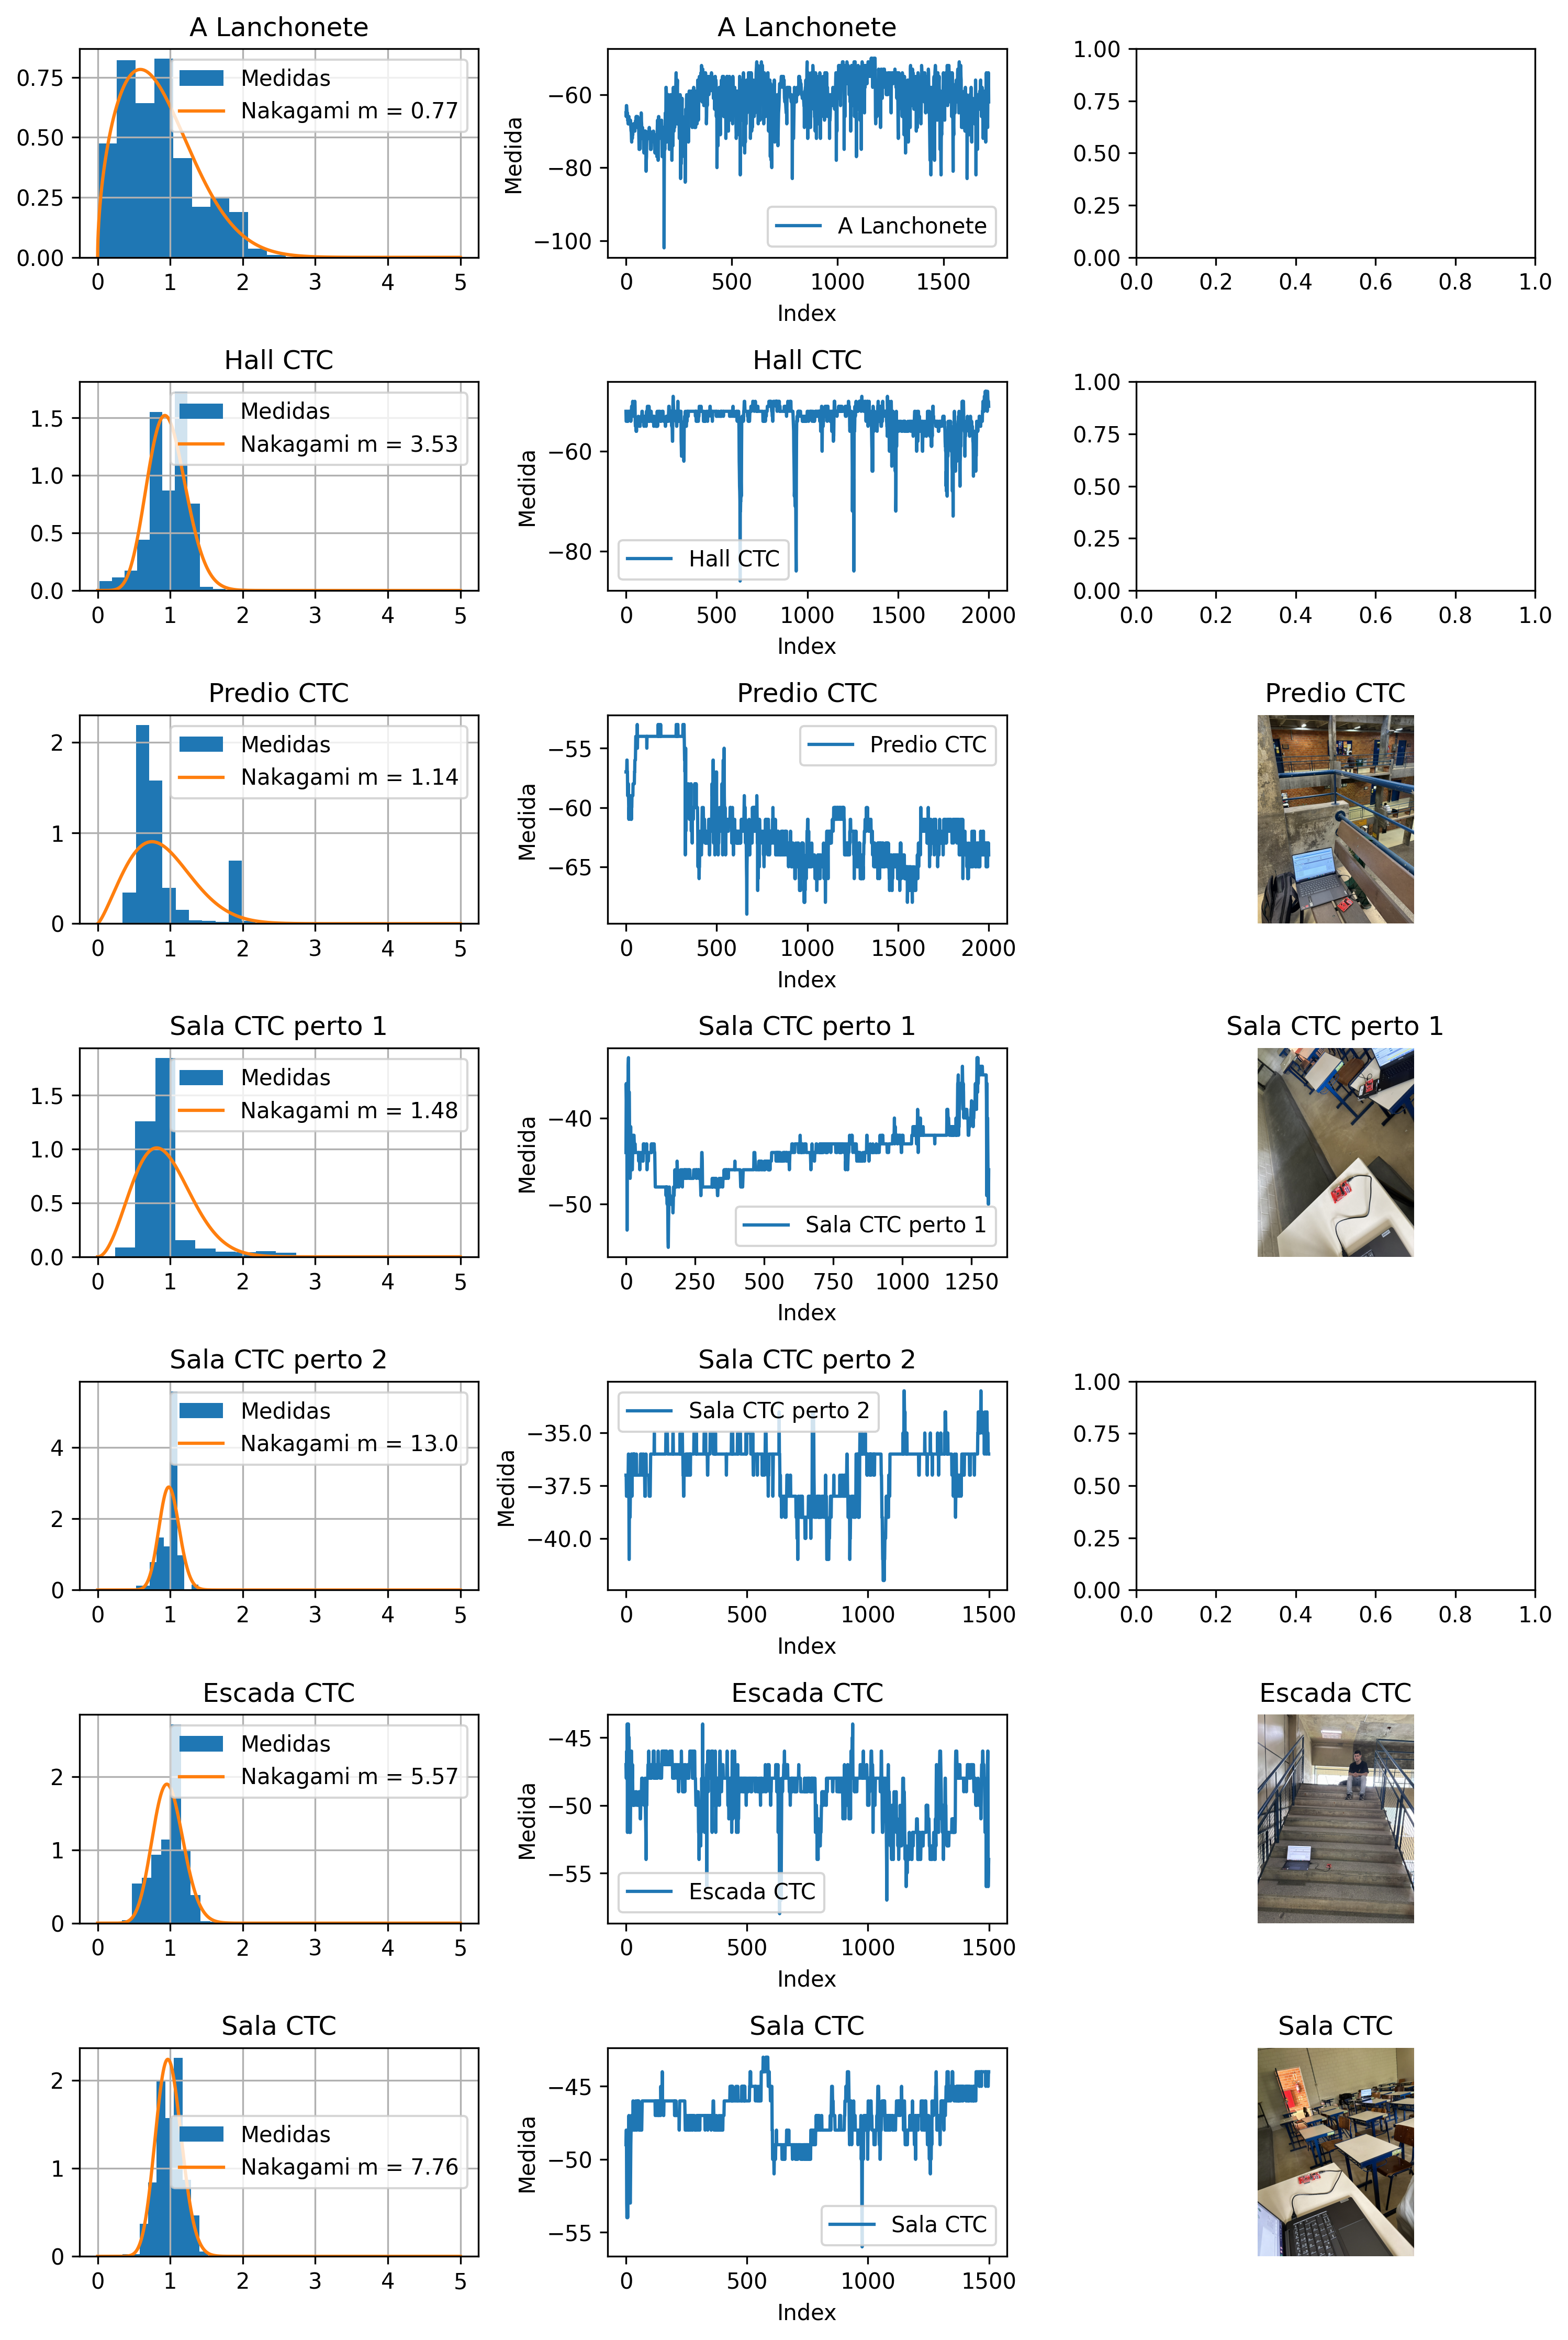 A Lanchonete
0.75
0.50
0.25
0.00
0 1 2 3 4 5
Medidas
Nakagami m = 0.77
A Lanchonete
Medida
−60
−80
−100
0 500 1000 1500
Index
A Lanchonete
1.00
0.75
0.50
0.25
0.00
0.0 0.2 0.4 0.6 0.8 1.0
Hall CTC
1.5
1.0
0.5
0.0
0 1 2 3 4 5
Medidas
Nakagami m = 3.53
Hall CTC
Medida
−60
−80
0 500 1000 1500 2000
Index
Hall CTC
1.00
0.75
0.50
0.25
0.00
0.0 0.2 0.4 0.6 0.8 1.0
Predio CTC
2
1
0
0 1 2 3 4 5
Medidas
Nakagami m = 1.14
Predio CTC
Medida
−55
−60
−65
0 500 1000 1500 2000
Index
Predio CTC
Predio CTC
Sala CTC perto 1
1.5
1.0
0.5
0.0
0 1 2 3 4 5
Medidas
Nakagami m = 1.48
Sala CTC perto 1
Medida
−40
−50
0 250 500 750 1000 1250
Index
Sala CTC perto 1
Sala CTC perto 1
Sala CTC perto 2
4
2
0
0 1 2 3 4 5
Medidas
Nakagami m = 13.0
Sala CTC perto 2
Medida
−35.0
−37.5
−40.0
0 500 1000 1500
Index
Sala CTC perto 2
1.00
0.75
0.50
0.25
0.00
0.0 0.2 0.4 0.6 0.8 1.0
Escada CTC
2
1
0
0 1 2 3 4 5
Medidas
Nakagami m = 5.57
Escada CTC
Medida
−45
−50
−55
0 500 1000 1500
Index
Escada CTC
Escada CTC
Sala CTC
2
1
0
0 1 2 3 4 5
Medidas
Nakagami m = 7.76
Sala CTC
Medida
−45
−50
−55
0 500 1000 1500
Index
Sala CTC
Sala CTC